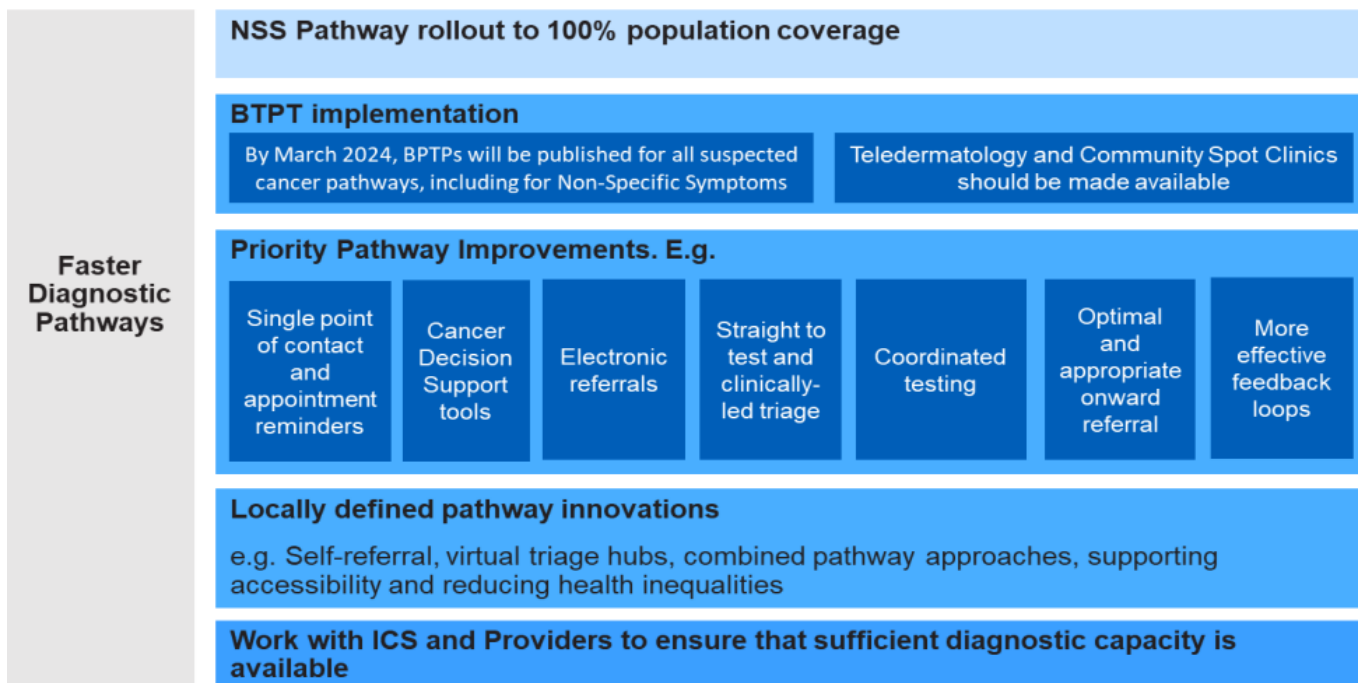 NSS Pathway rollout to 100% population coverage
BTPT implementation
By March 2024, BPTPs will be published for all suspected
cancer pathways, including for Non-Specific Symptoms
Teledermatology and Community Spot Clinics
should be made available
Faster
Diagnostic
Pathways
Priority Pathway Improvements. E.g.
Single point
of contact
and
appointment
reminders
Cancer
Decision
Support
tools
Electronic
referrals
Straight to
test and
clinically-
led triage
Coordinated
testing
Optimal
and
appropriate
onward
referral
More
effective
feedback
loops
Locally defined pathway innovations
e.g. Self-referral, virtual triage hubs, combined pathway approaches, supporting
accessibility and reducing health inequalities
Work with ICS and Providers to ensure that sufficient diagnostic capacity is
available